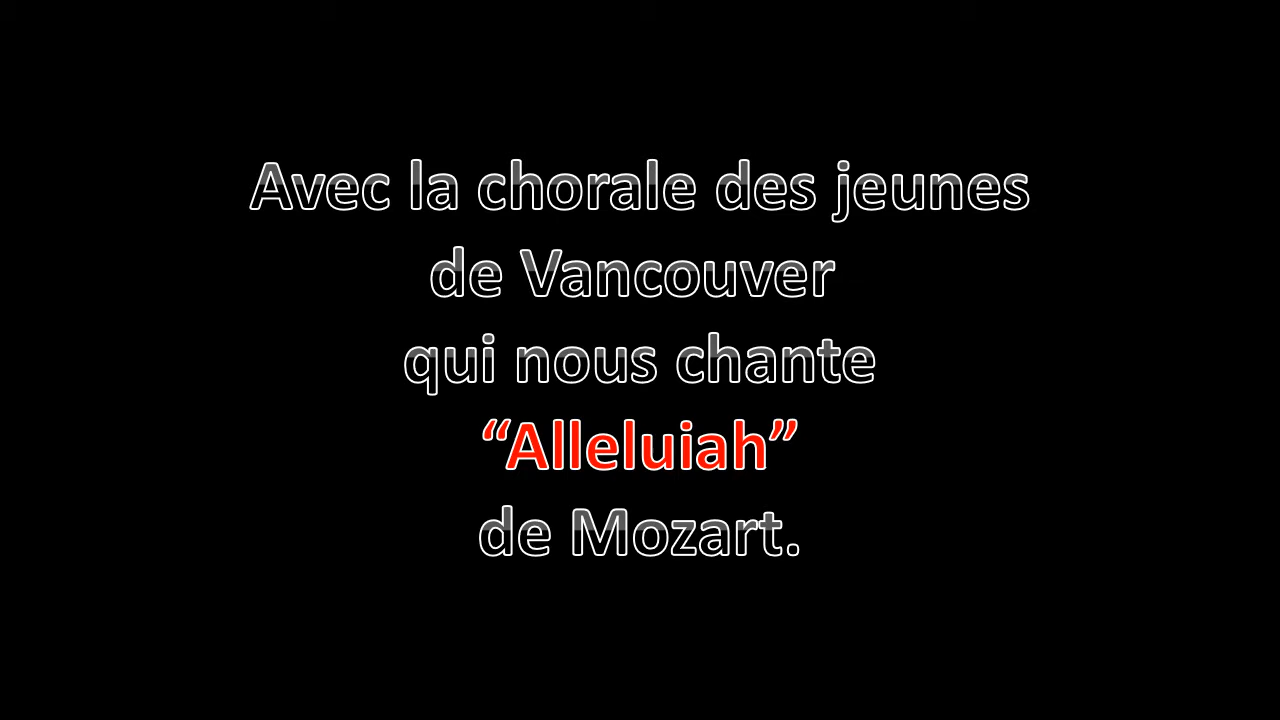 Avec la chorale des jeunes
de Vancouver
qui nous chante
“Alleluiah”
de Mozart.